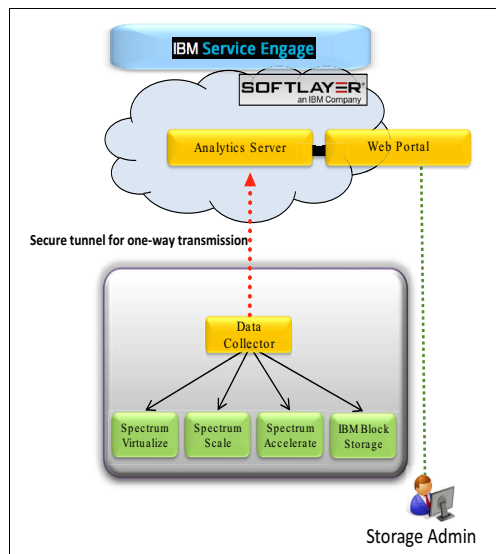 IBM Service Engage
SOFTLAYER®
an IBM Company
Analytics Server
Web Portal
Secure tunnel for one-way transmission
Data
Collector
Spectrum
Virtualize
Spectrum
Scale
Spectrum
Accelerate
IBM Block
Storage
Storage Admin